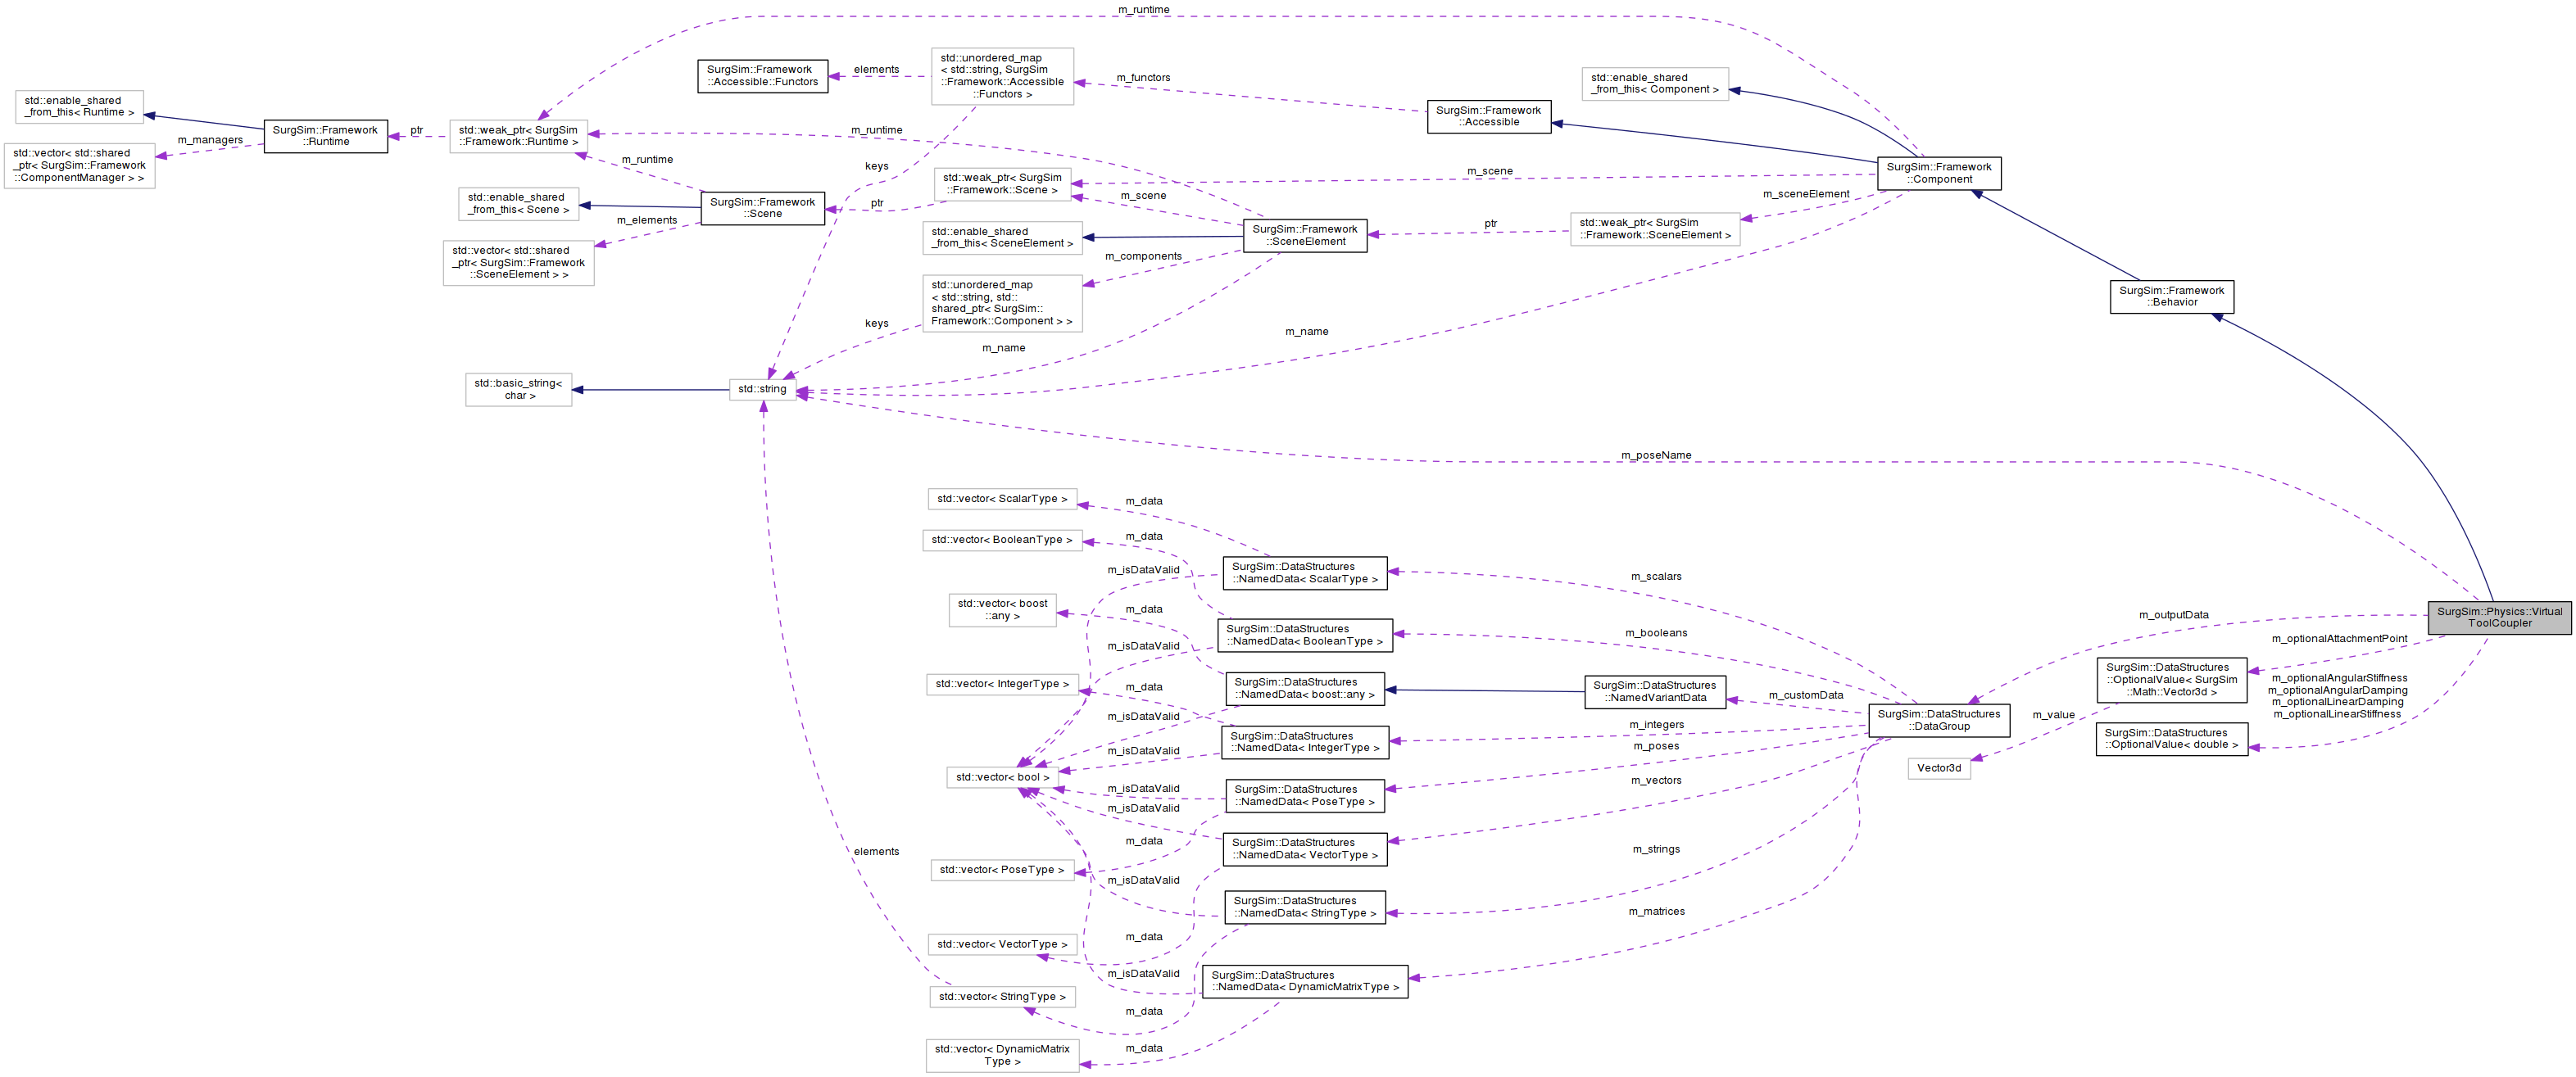 m_runtime
std::unordered_map
< std::string, SurgSim
::Framework::Accessible
::Functors >
SurgSim::Framework
::Accessible::Functors
elements
m_functors
std::enable_shared
_from_this< Component >
std::enable_shared
_from_this< Runtime >
SurgSim::Framework
::Accessible
SurgSim::Framework
::Runtime
ptr
std::weak_ptr< SurgSim
::Framework::Runtime >
m_runtime
m_managers
std::vector< std::shared
_ptr< SurgSim::Framework
::ComponentManager > >
m_runtime
keys
SurgSim::Framework
::Component
m_scene
std::weak_ptr< SurgSim
::Framework::Scene >
m_scene
m_sceneElement
std::enable_shared
_from_this< Scene >
SurgSim::Framework
::Scene
ptr
m_elements
std::enable_shared
_from_this< SceneElement >
SurgSim::Framework
::SceneElement
ptr
std::weak_ptr< SurgSim
::Framework::SceneElement >
std::vector< std::shared
_ptr< SurgSim::Framework
::SceneElement > >
m_components
std::unordered_map
< std::string, std::
shared_ptr< SurgSim::
Framework::Component > >
SurgSim::Framework
::Behavior
keys
m_name
m_name
std::basic_string<
char >
std::string
m_poseName
std::vector< ScalarType >
m_data
std::vector< BooleanType >
m_data
m_isDataValid
SurgSim::DataStructures
::NamedData< ScalarType >
m_scalars
std::vector< boost
::any >
m_data
SurgSim::DataStructures
::NamedData< BooleanType >
m_booleans
m_outputData
SurgSim::Physics::Virtual
ToolCoupler
m_isDataValid
m_optionalAttachmentPoint
std::vector< IntegerType >
m_data
SurgSim::DataStructures
::NamedData< boost::any >
SurgSim::DataStructures
::NamedVariantData
m_customData
SurgSim::DataStructures
::OptionalValue< SurgSim
::Math::Vector3d >
m_optionalAngularStiffness
m_optionalAngularDamping
m_optionalLinearDamping
m_optionalLinearStiffness
m_isDataValid
SurgSim::DataStructures
::NamedData< IntegerType >
m_integers
SurgSim::DataStructures
::DataGroup
m_value
m_poses
SurgSim::DataStructures
::OptionalValue< double >
m_isDataValid
std::vector< bool >
Vector3d
m_vectors
m_isDataValid
SurgSim::DataStructures
::NamedData< PoseType >
m_isDataValid
m_data
SurgSim::DataStructures
::NamedData< VectorType >
m_strings
elements
std::vector< PoseType >
m_isDataValid
SurgSim::DataStructures
::NamedData< StringType >
m_matrices
std::vector< VectorType >
m_data
m_isDataValid
SurgSim::DataStructures
::NamedData< DynamicMatrixType >
std::vector< StringType >
m_data
std::vector< DynamicMatrix
Type >
m_data